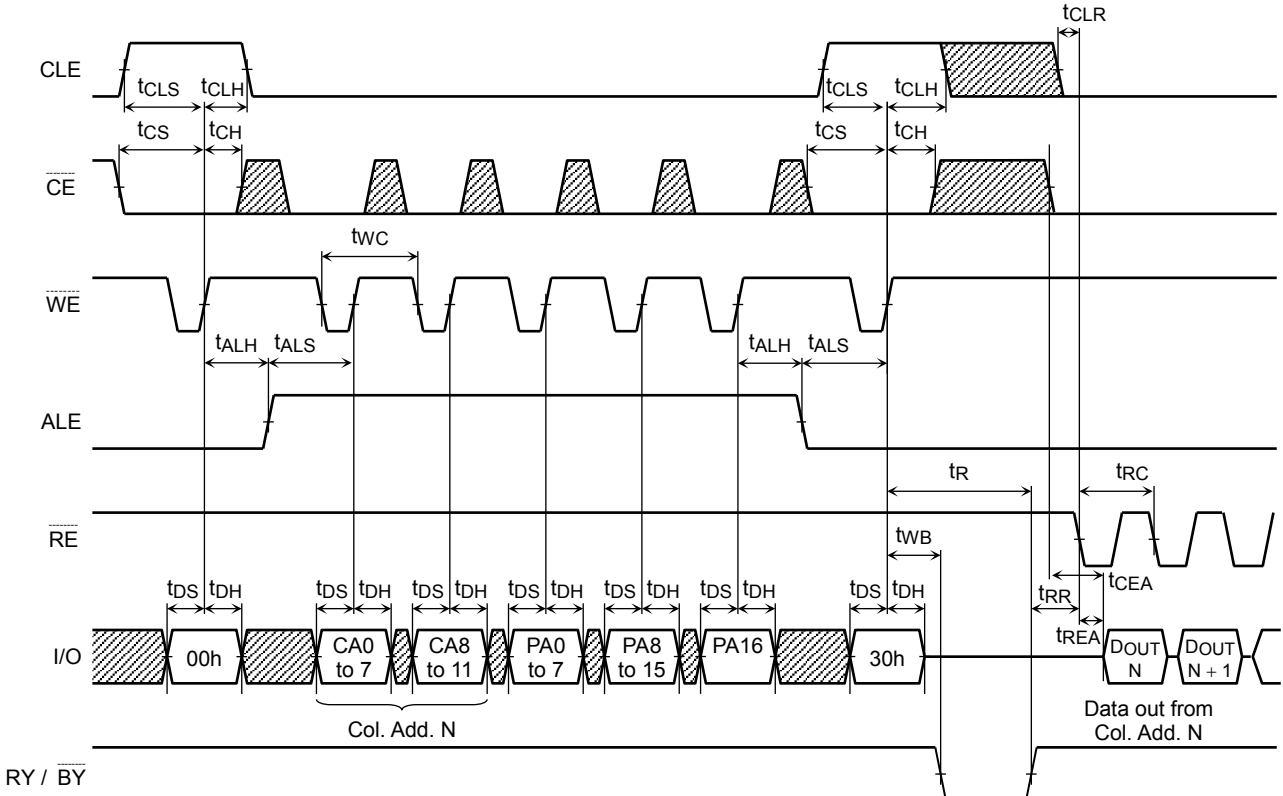 tCLR
CLE
tCLS tCLH tCLS tCLH
tCS tCH tCS tCH
CE
tWC
WE
tALH tALS tALH tALS
ALE
tR tRC
RE
tWB
tDS tDH tDS tDH tDS tDH tDS tDH tDS tDH tDS tDH tRR tCEA
tREA
I/O 00h CA0 to 7 CA8 to 11 PA0 to 7 PA8 to 15 PA16 30h DOUT N DOUT N + 1
Col. Add. N
Data out from
Col. Add. N
RY / BY